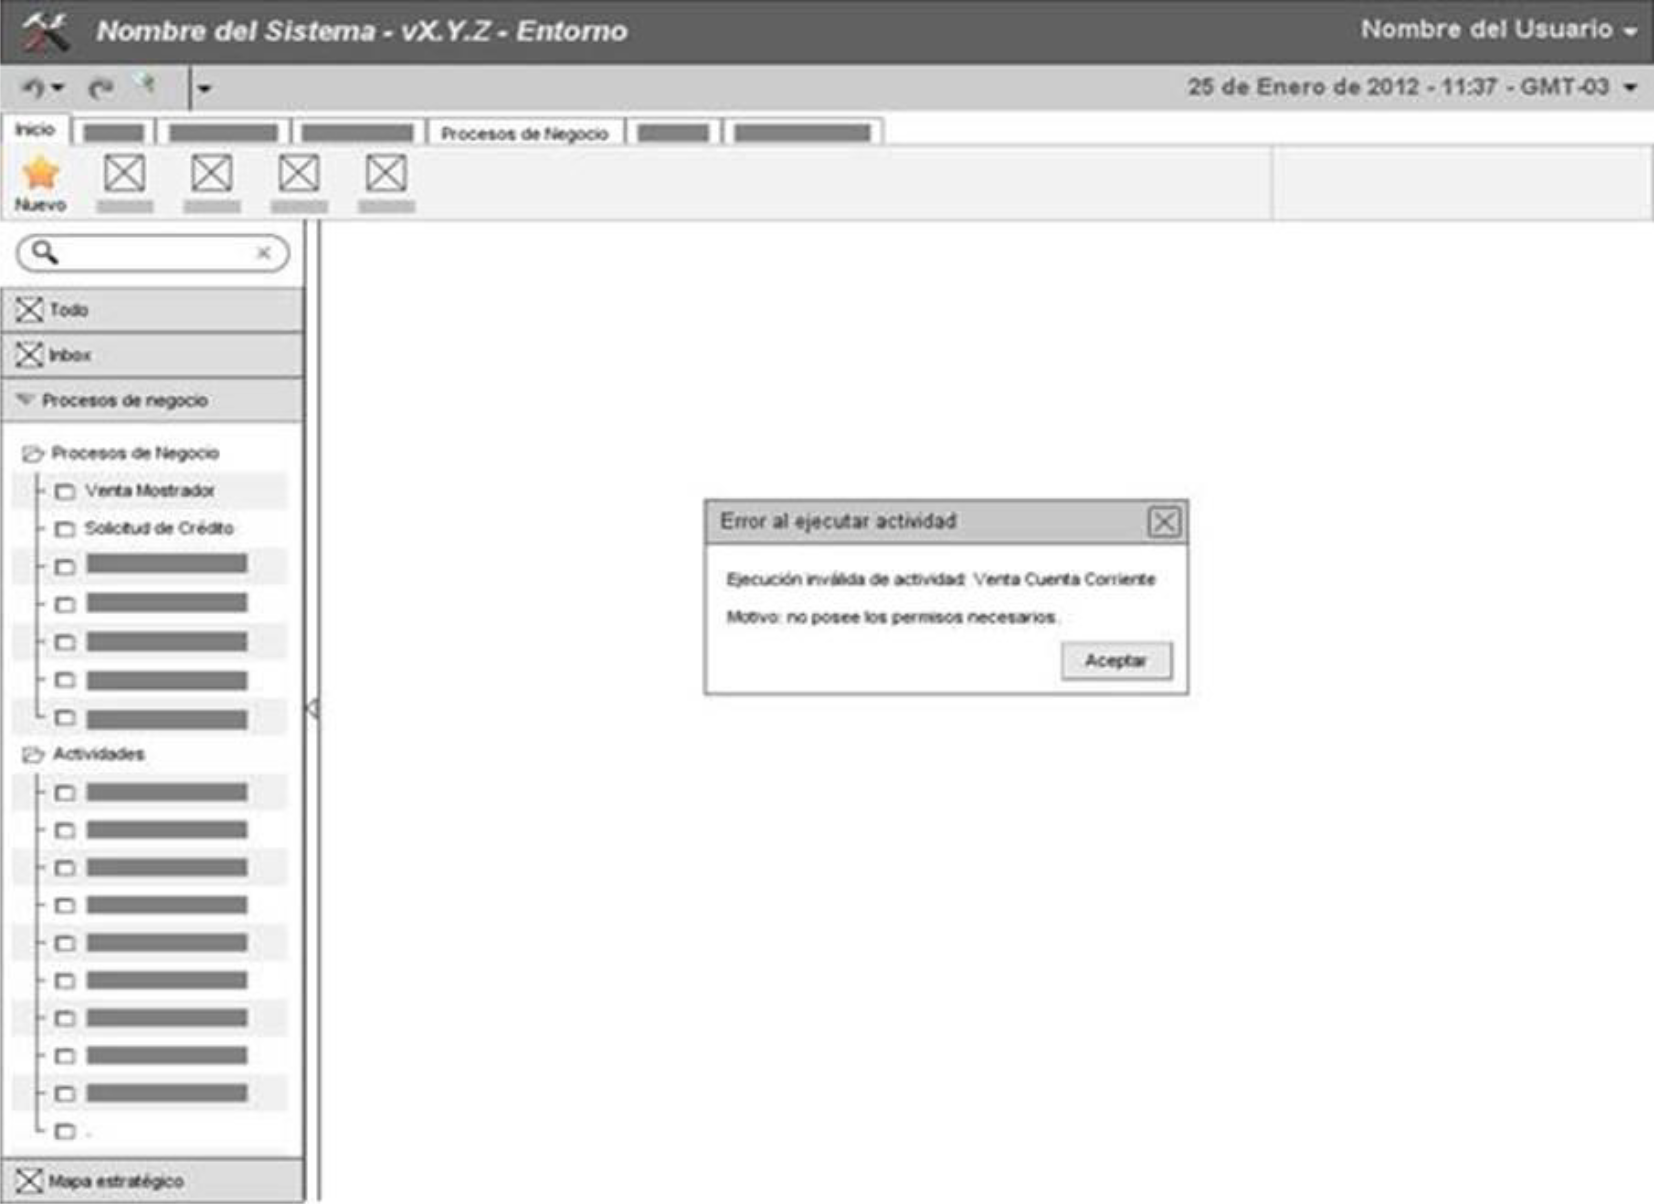 Nombre del Sistema - vX.Y.Z - Entorno
Nombre del Usuario
25 de Enero de 2012 - 11:37 - GMT-03
Inicio
Procesos de Negocio
Nuevo
Todo
Inbox
Procesos de negocio
Procesos de Negocio
Venta Mostrador
Solicitud de Crédito
Actividades
.
Mapa estratégico
Error al ejecutar actividad
Ejecución inválida de actividad: Venta Cuenta Corriente
Motivo: no posee los permisos necesarios.
Aceptar